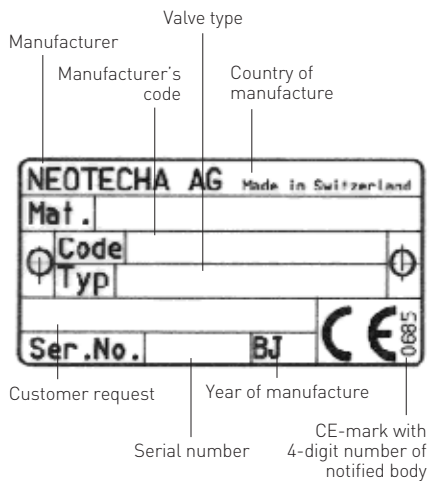 Valve type
Manufacturer
Manufacturer's
code
Country of
manufacture
NEOTECHA AG Made in Switzerland
Mat.
Code
Typ
CE 0685
Ser.No. BJ
Customer request
Year of manufacture
Serial number
CE-mark with
4-digit number of
notified body